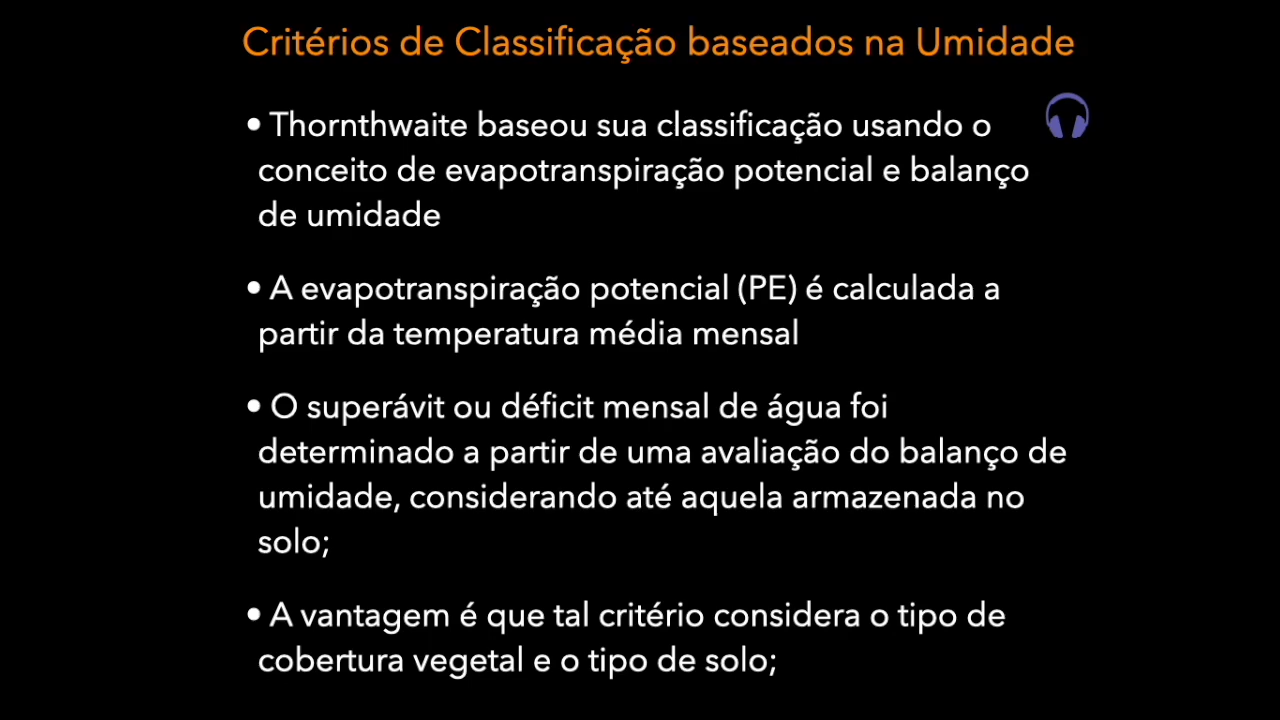 Critérios de Classificação baseados na Umidade
• Thornthwaite baseou sua classificação usando o
conceito de evapotranspiração potencial e balanço
de umidade
• A evapotranspiração potencial (PE) é calculada a
partir da temperatura média mensal
• O superávit ou déficit mensal de água foi
determinado a partir de uma avaliação do balanço de
umidade, considerando até aquela armazenada no
solo;
• A vantagem é que tal critério considera o tipo de
cobertura vegetal e o tipo de solo;